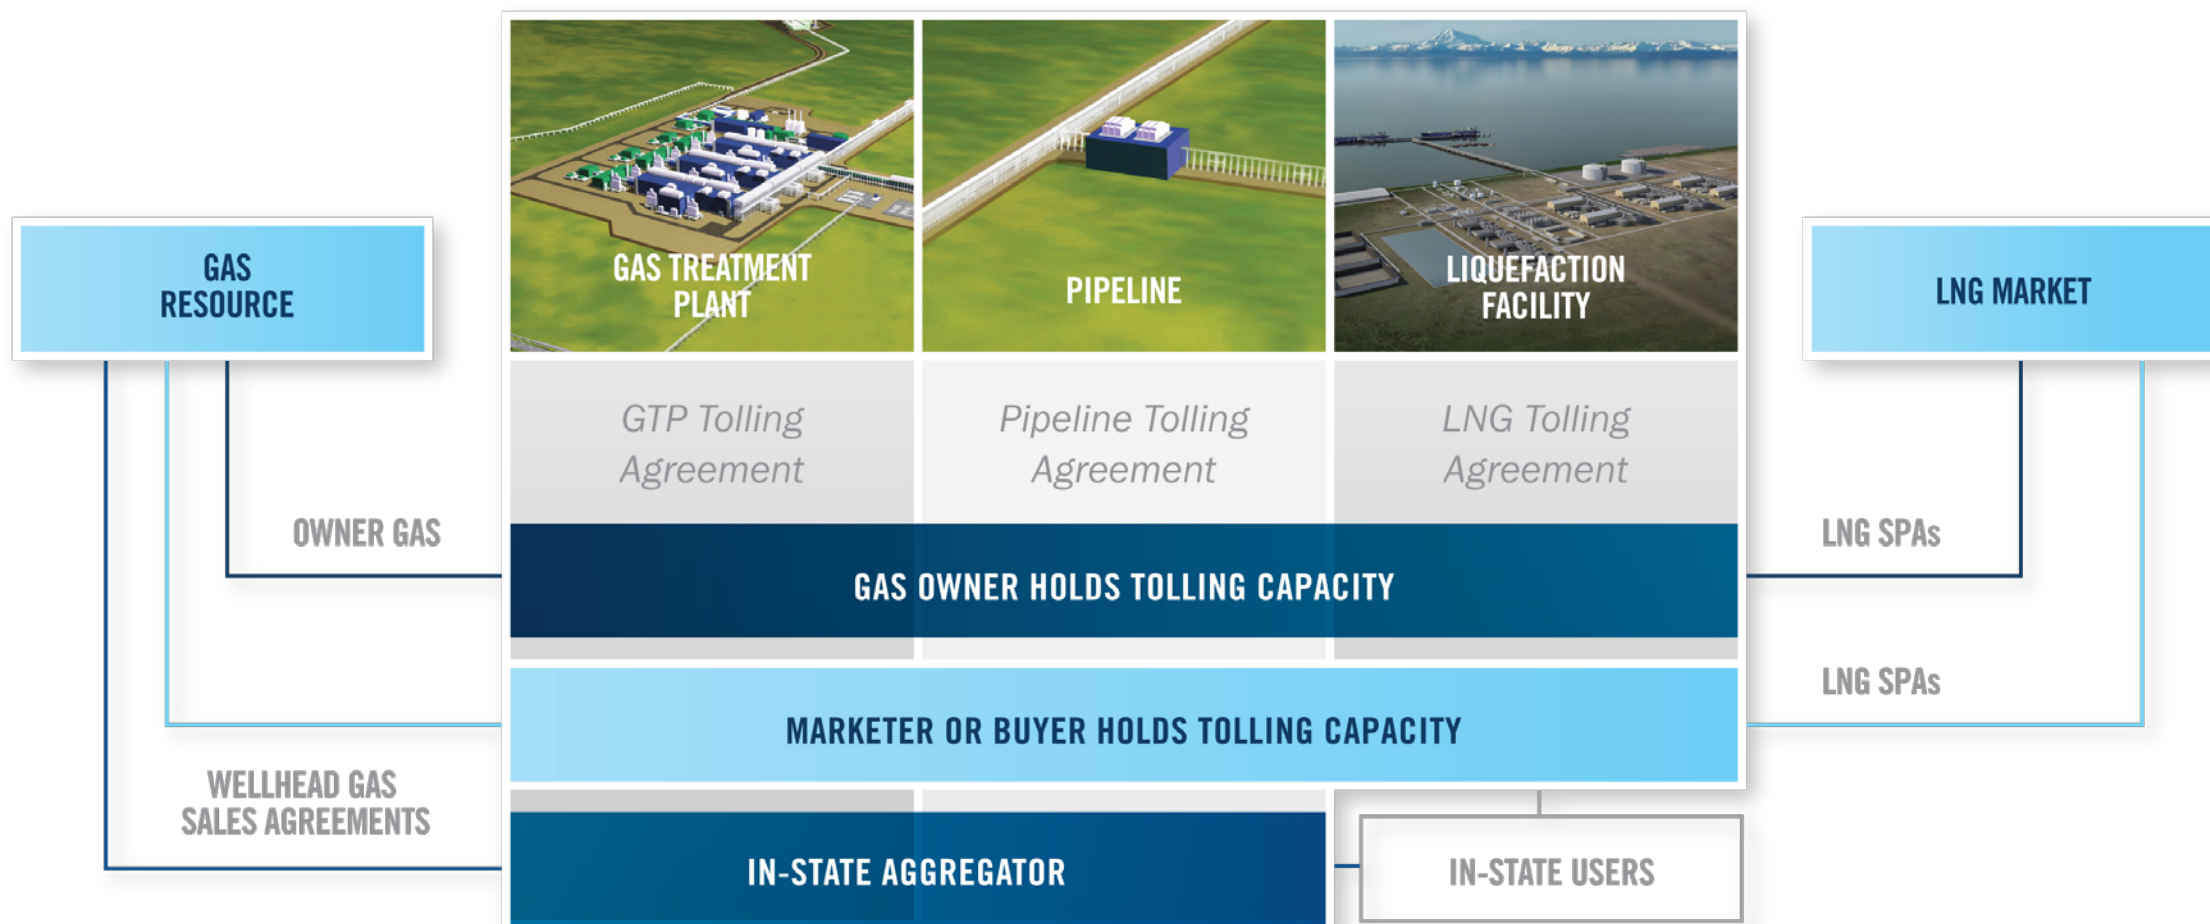 GAS TREATMENT
PLANT
PIPELINE
LIQUEFACTION
FACILITY
GAS
RESOURCE
LNG MARKET
GTP Tolling
Agreement
Pipeline Tolling
Agreement
LNG Tolling
Agreement
OWNER GAS
LNG SPAs
GAS OWNER HOLDS TOLLING CAPACITY
LNG SPAs
MARKETER OR BUYER HOLDS TOLLING CAPACITY
WELLHEAD GAS
SALES AGREEMENTS
IN-STATE AGGREGATOR
IN-STATE USERS